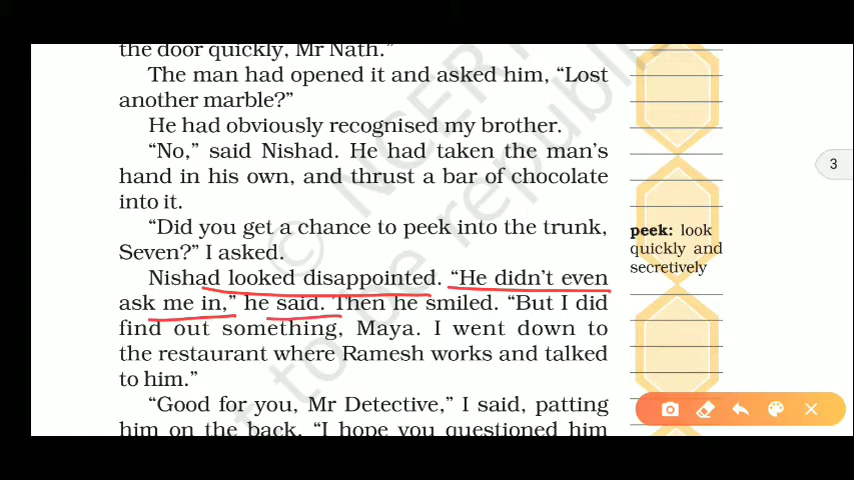 the door quickly, Mr Nath.”
The man had opened it and asked him, “Lost
another marble?”
He had obviously recognised my brother.
“No,” said Nishad. He had taken the man’s
hand in his own, and thrust a bar of chocolate
into it.
“Did you get a chance to peek into the trunk,
Seven?” I asked.
Nishad looked disappointed. “He didn’t even
ask me in,” he said. Then he smiled. “But I did
find out something, Maya. I went down to
the restaurant where Ramesh works and talked
to him.”
“Good for you, Mr Detective,” I said, patting
him on the back. “I hope you questioned him
peek: look
quickly and
secretively
3
© NCERT
not to be republi